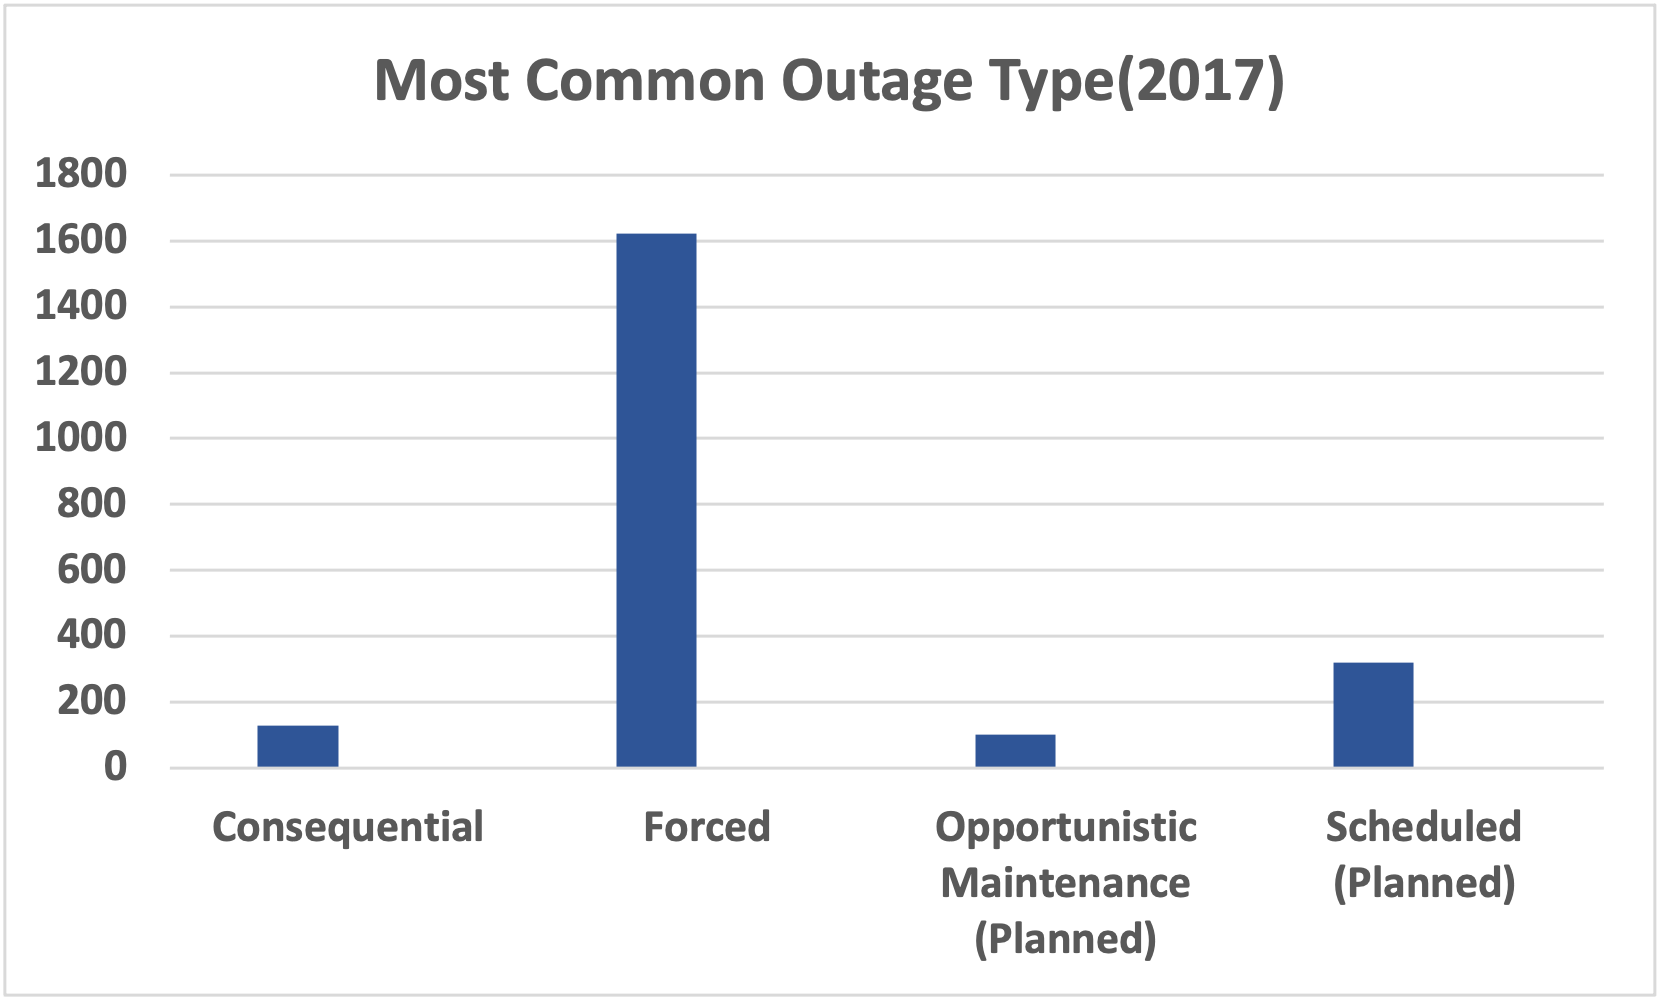 Most Common Outage Type(2017)
1800
1600
1400
1200
1000
800
600
400
200
0
Consequential
Forced
Opportunistic
Maintenance
(Planned)
Scheduled
(Planned)